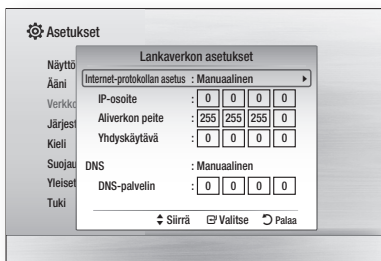 Asetukset
Lankaverkon asetukset
Näyttö
Ääni
Järjest
Kieli
Suojau
Yleiset
Tuki
Internet-protokollan asetus : Manuaalinen
IP-osoite : 0 0 0 0
Aliverkon peite : 255 255 255 0
Yhdyskäytävä : 0 0 0 0
DNS : Manuaalinen
DNS-palvelin : 0 0 0 0
Siirrä Valitse Palaa